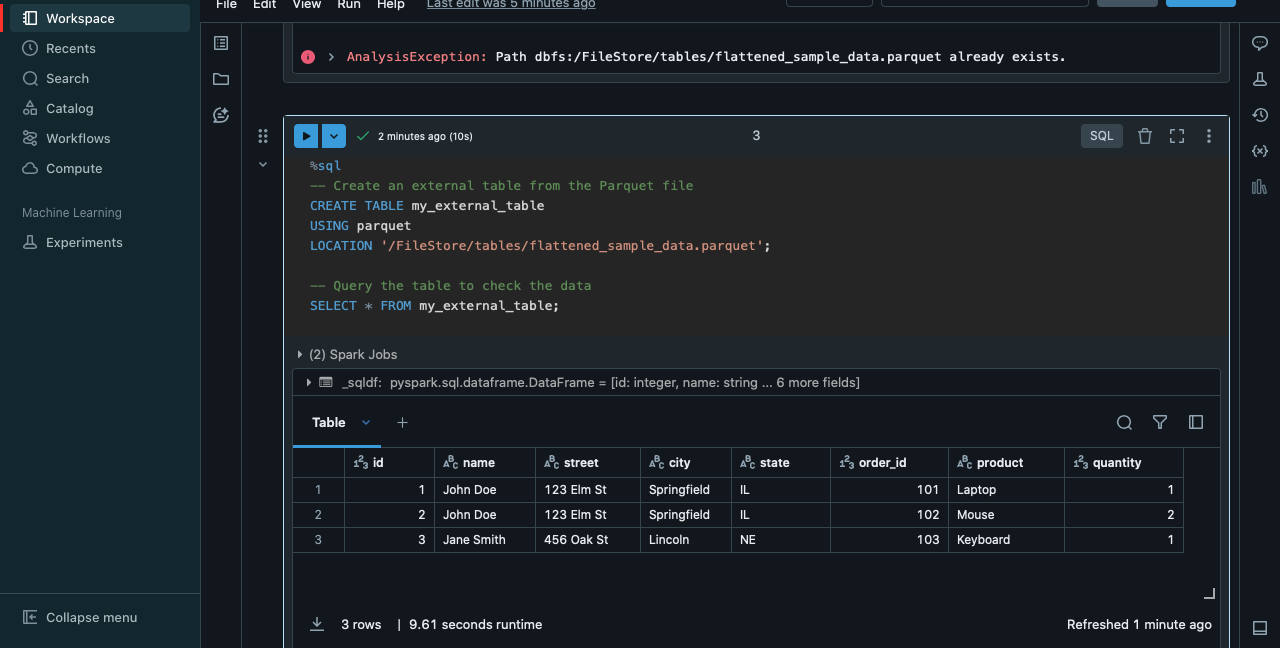 File Edit View Run Help Last edit was 5 minutes ago
Workspace
Recents
Search
Catalog
Workflows
Compute
Machine Learning
Experiments
Collapse menu
AnalysisException: Path dbfs:/FileStore/tables/flattened_sample_data.parquet already exists.
2 minutes ago (10s) 3 SQL
%sql
-- Create an external table from the Parquet file
CREATE TABLE my_external_table
USING parquet
LOCATION '/FileStore/tables/flattened_sample_data.parquet';
-- Query the table to check the data
SELECT * FROM my_external_table;
(2) Spark Jobs
_sqldf: pyspark.sql.dataframe.DataFrame = [id: integer, name: string ... 6 more fields]
Table +
id name street city state order_id product quantity
1 1 John Doe 123 Elm St Springfield IL 101 Laptop 1
2 2 John Doe 123 Elm St Springfield IL 102 Mouse 2
3 3 Jane Smith 456 Oak St Lincoln NE 103 Keyboard 1
3 rows | 9.61 seconds runtime Refreshed 1 minute ago